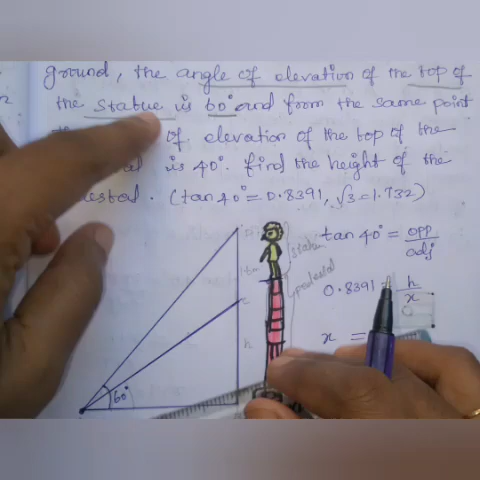 ground, the angle of elevation of the top of
the statue is 60° and from the same point
of elevation of the top of the
is 40°. find the height of the
(tan 40° = 0.8391, √3 = 1.732)
tan 40° = opp
adj
0.8391 = h
x
x =
statue
pedestal
h
60°